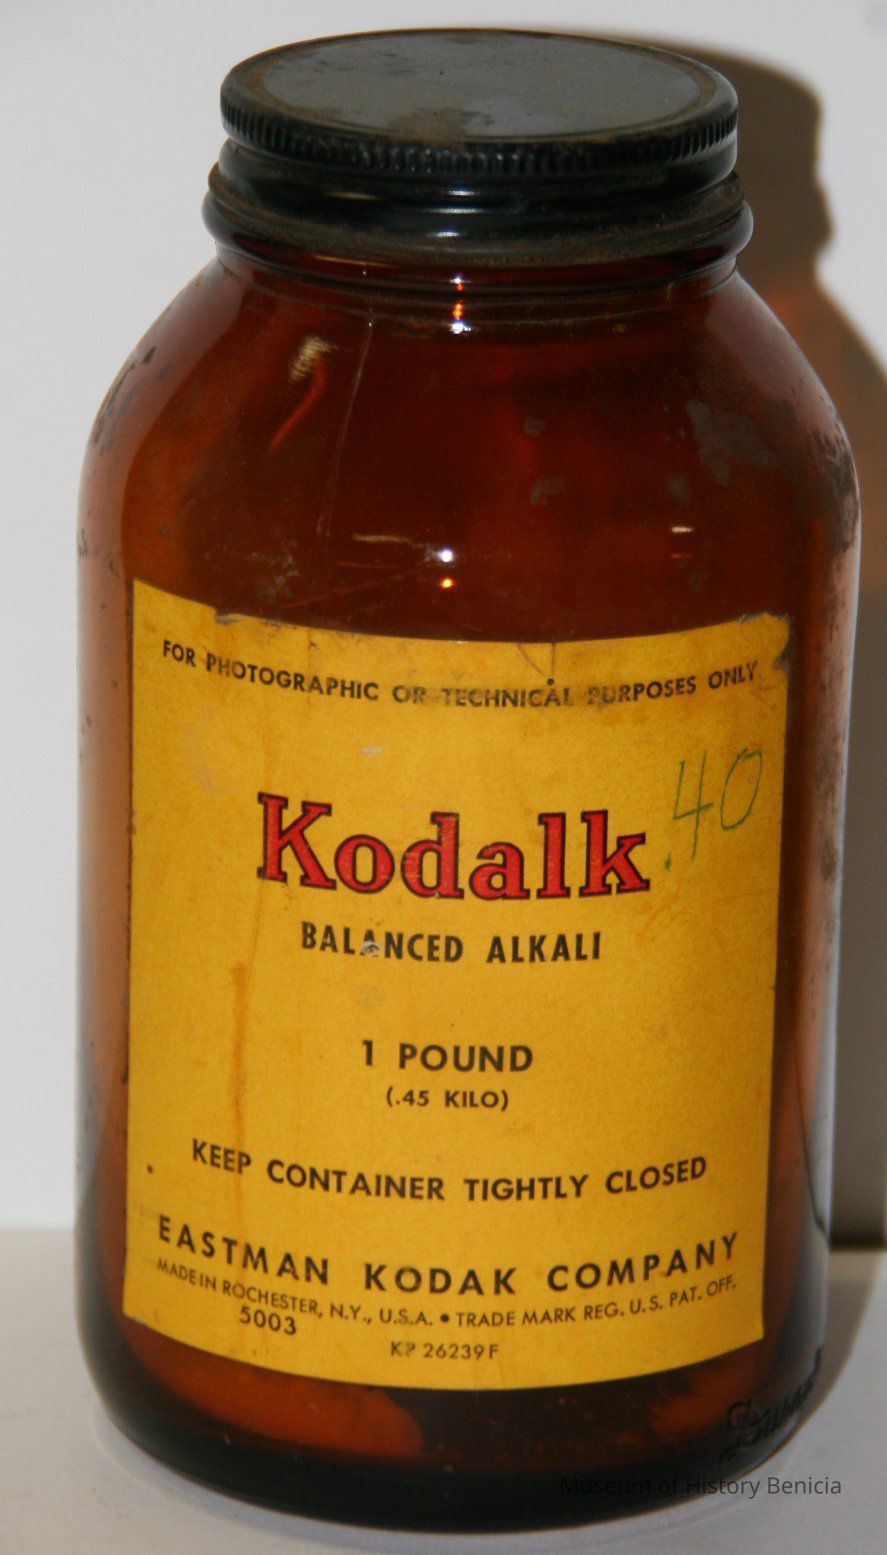 FOR PHOTOGRAPHIC OR TECHNICAL PURPOSES ONLY
Kodalk
.40
BALANCED ALKALI
1 POUND
(.45 KILO)
KEEP CONTAINER TIGHTLY CLOSED
EASTMAN KODAK COMPANY
MADE IN ROCHESTER, N.Y., U.S.A. • TRADE MARK REG. U.S. PAT. OFF.
5003
KP 26239F
Museum of History Benicia